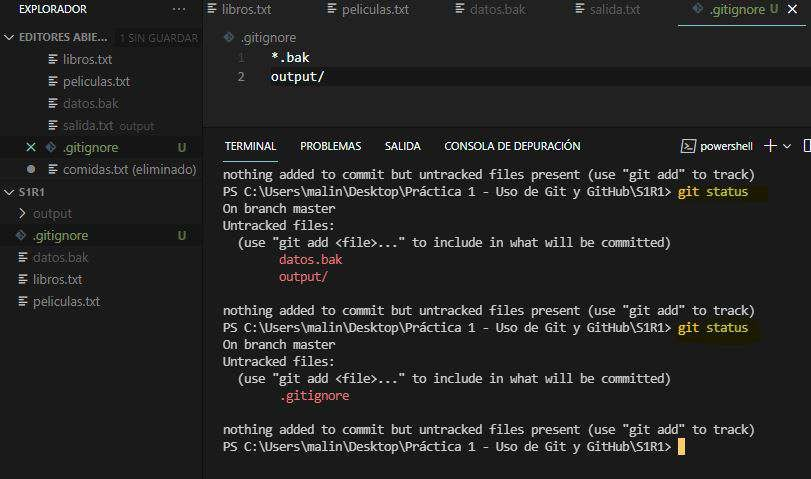 EXPLORADOR ...
EDITORES ABIE... 1 SIN GUARDAR
libros.txt
peliculas.txt
datos.bak
salida.txt output
.gitignore U
comidas.txt (eliminado)
S1R1
output
.gitignore U
datos.bak
libros.txt
peliculas.txt
libros.txt peliculas.txt datos.bak salida.txt .gitignore U
.gitignore
1 *.bak
2 output/
TERMINAL PROBLEMAS SALIDA CONSOLA DE DEPURACIÓN powershell
nothing added to commit but untracked files present (use "git add" to track)
PS C:\Users\malin\Desktop\Práctica 1 - Uso de Git y GitHub\S1R1> git status
On branch master
Untracked files:
(use "git add <file>..." to include in what will be committed)
datos.bak
output/
nothing added to commit but untracked files present (use "git add" to track)
PS C:\Users\malin\Desktop\Práctica 1 - Uso de Git y GitHub\S1R1> git status
On branch master
Untracked files:
(use "git add <file>..." to include in what will be committed)
.gitignore
nothing added to commit but untracked files present (use "git add" to track)
PS C:\Users\malin\Desktop\Práctica 1 - Uso de Git y GitHub\S1R1>